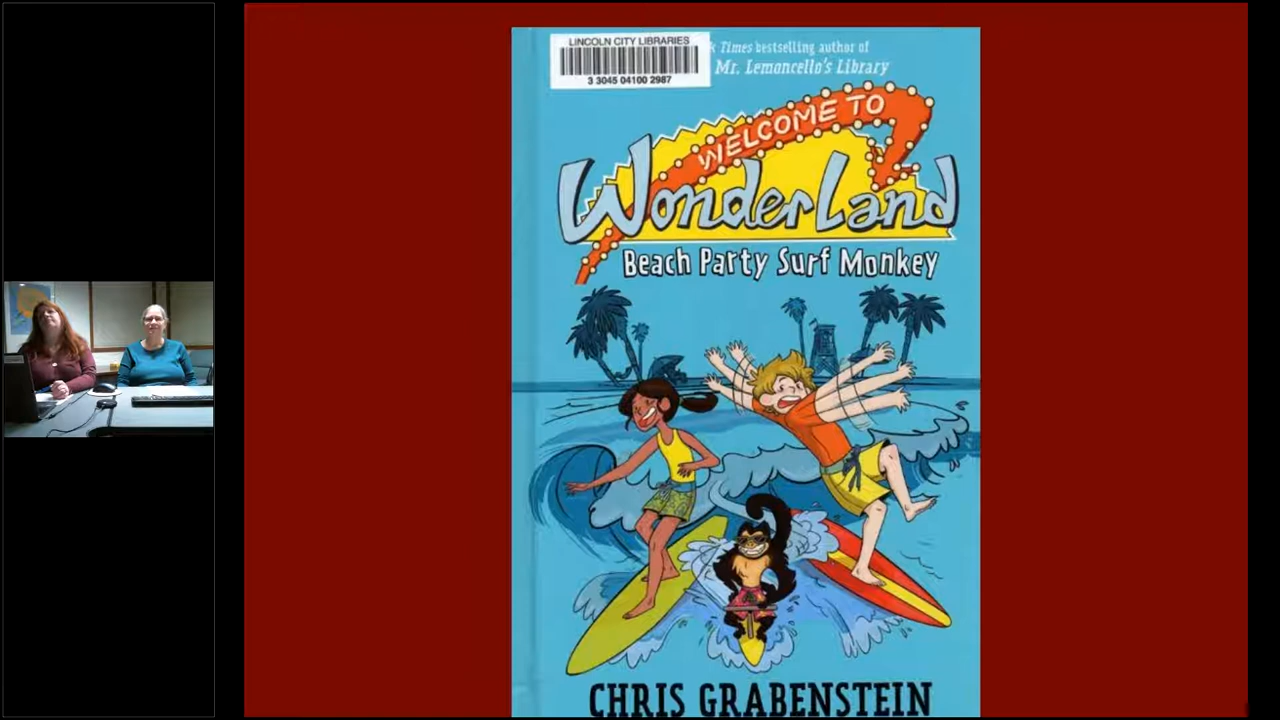 LINCOLN CITY LIBRARIES
3 3045 04100 2987
Times bestselling author of
Mr. Lemoncello's Library
WELCOME TO
WonderLand
Beach Party Surf Monkey
CHRIS GRABENSTEIN